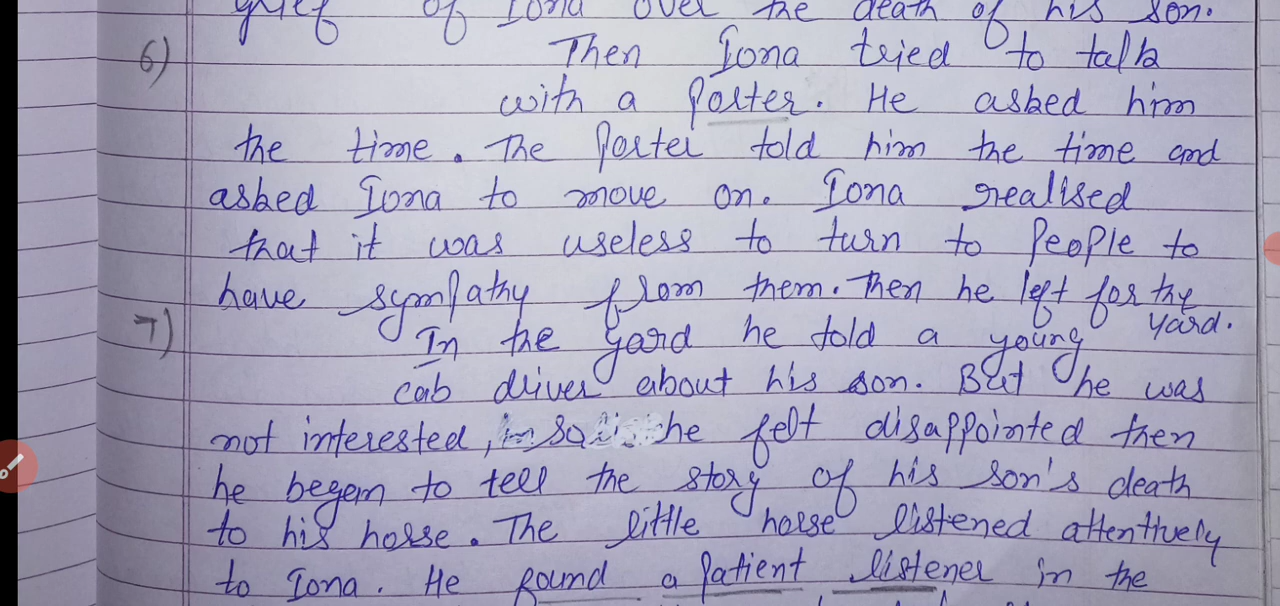 grief of Iona over the death of his son.
6) Then Iona tried to talk
with a Porter. He asked him
the time. The Porter told him the time and
asked Iona to move on. Iona realised
that it was useless to turn to People to
have sympathy from them. Then he left for the
yard.
7) In the yard he told a young
cab driver about his son. But he was
not interested, he felt disappointed then
he began to tell the story of his son's death
to his horse. The little horse listened attentively
to Iona. He found a patient listener in the